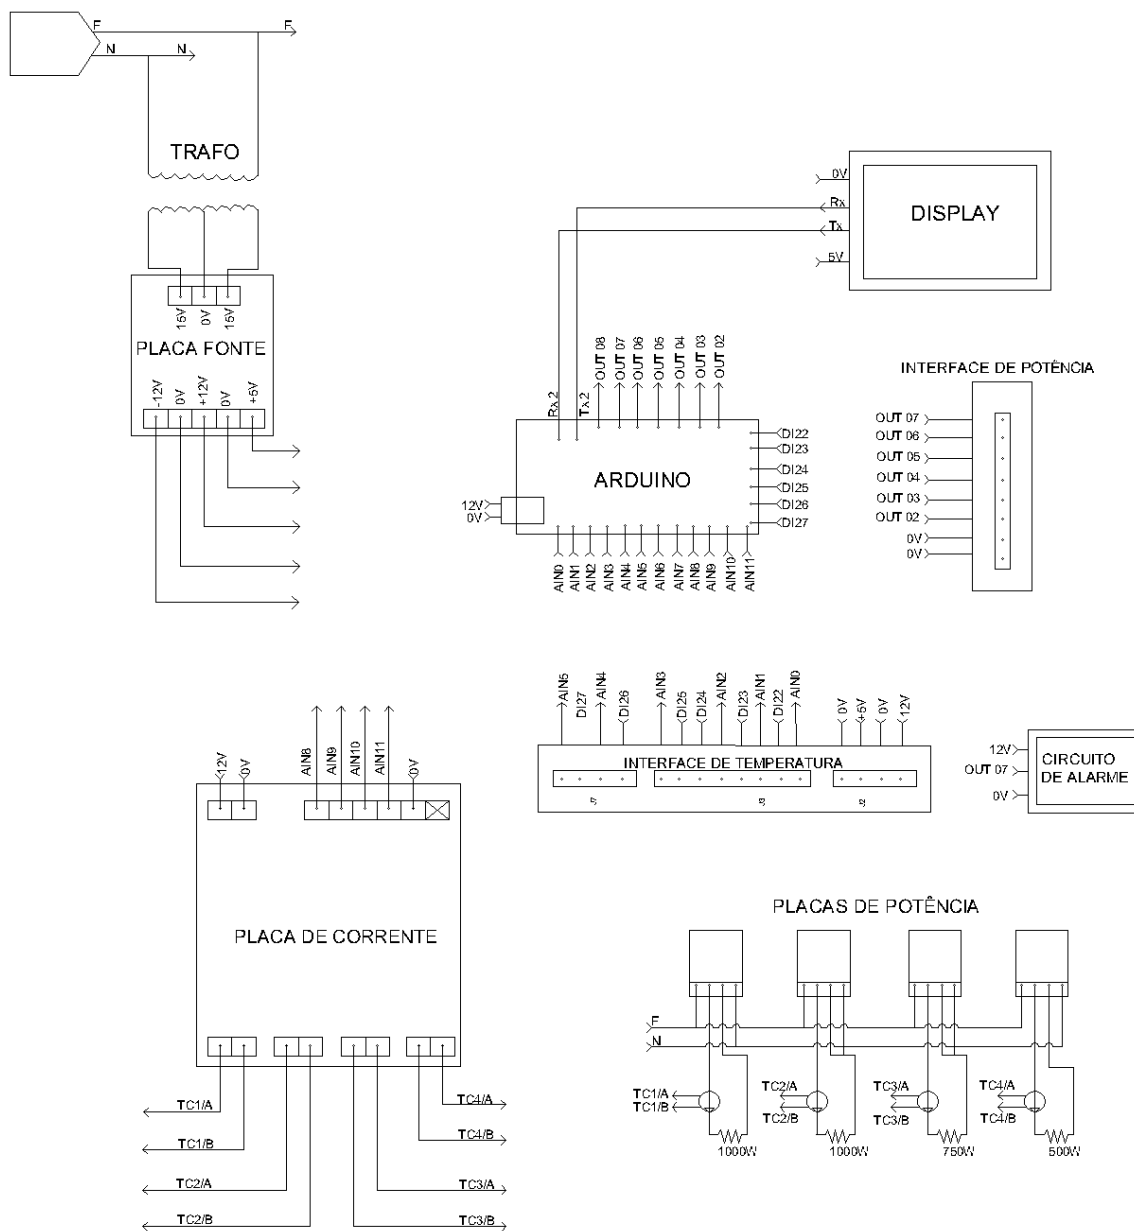 F
F
N
N
TRAFO
15V
0V
15V
PLACA FONTE
-12V
0V
+12V
0V
+5V
0V
Rx
Tx
5V
DISPLAY
Rx 2
Tx 2
OUT 08
OUT 07
OUT 06
OUT 05
OUT 04
OUT 03
OUT 02
ARDUINO
DI22
DI23
DI24
DI25
DI26
DI27
12V
0V
AIN0
AIN1
AIN2
AIN3
AIN4
AIN5
AIN6
AIN7
AIN8
AIN9
AIN10
AIN11
INTERFACE DE POTÊNCIA
OUT 07
OUT 06
OUT 05
OUT 04
OUT 03
OUT 02
0V
0V
AIN5
DI27
AIN4
DI26
AIN3
DI25
DI24
AIN2
DI23
AIN1
DI22
AIN0
0V
+5V
0V
12V
INTERFACE DE TEMPERATURA
12V
OUT 07
0V
CIRCUITO
DE ALARME
12V
0V
AIN8
AIN9
AIN10
AIN11
0V
PLACA DE CORRENTE
TC1/A
TC1/B
TC2/A
TC2/B
TC4/A
TC4/B
TC3/A
TC3/B
PLACAS DE POTÊNCIA
F
N
TC1/A
TC1/B
TC2/A
TC2/B
TC3/A
TC3/B
TC4/A
TC4/B
1000W
1000W
750W
500W